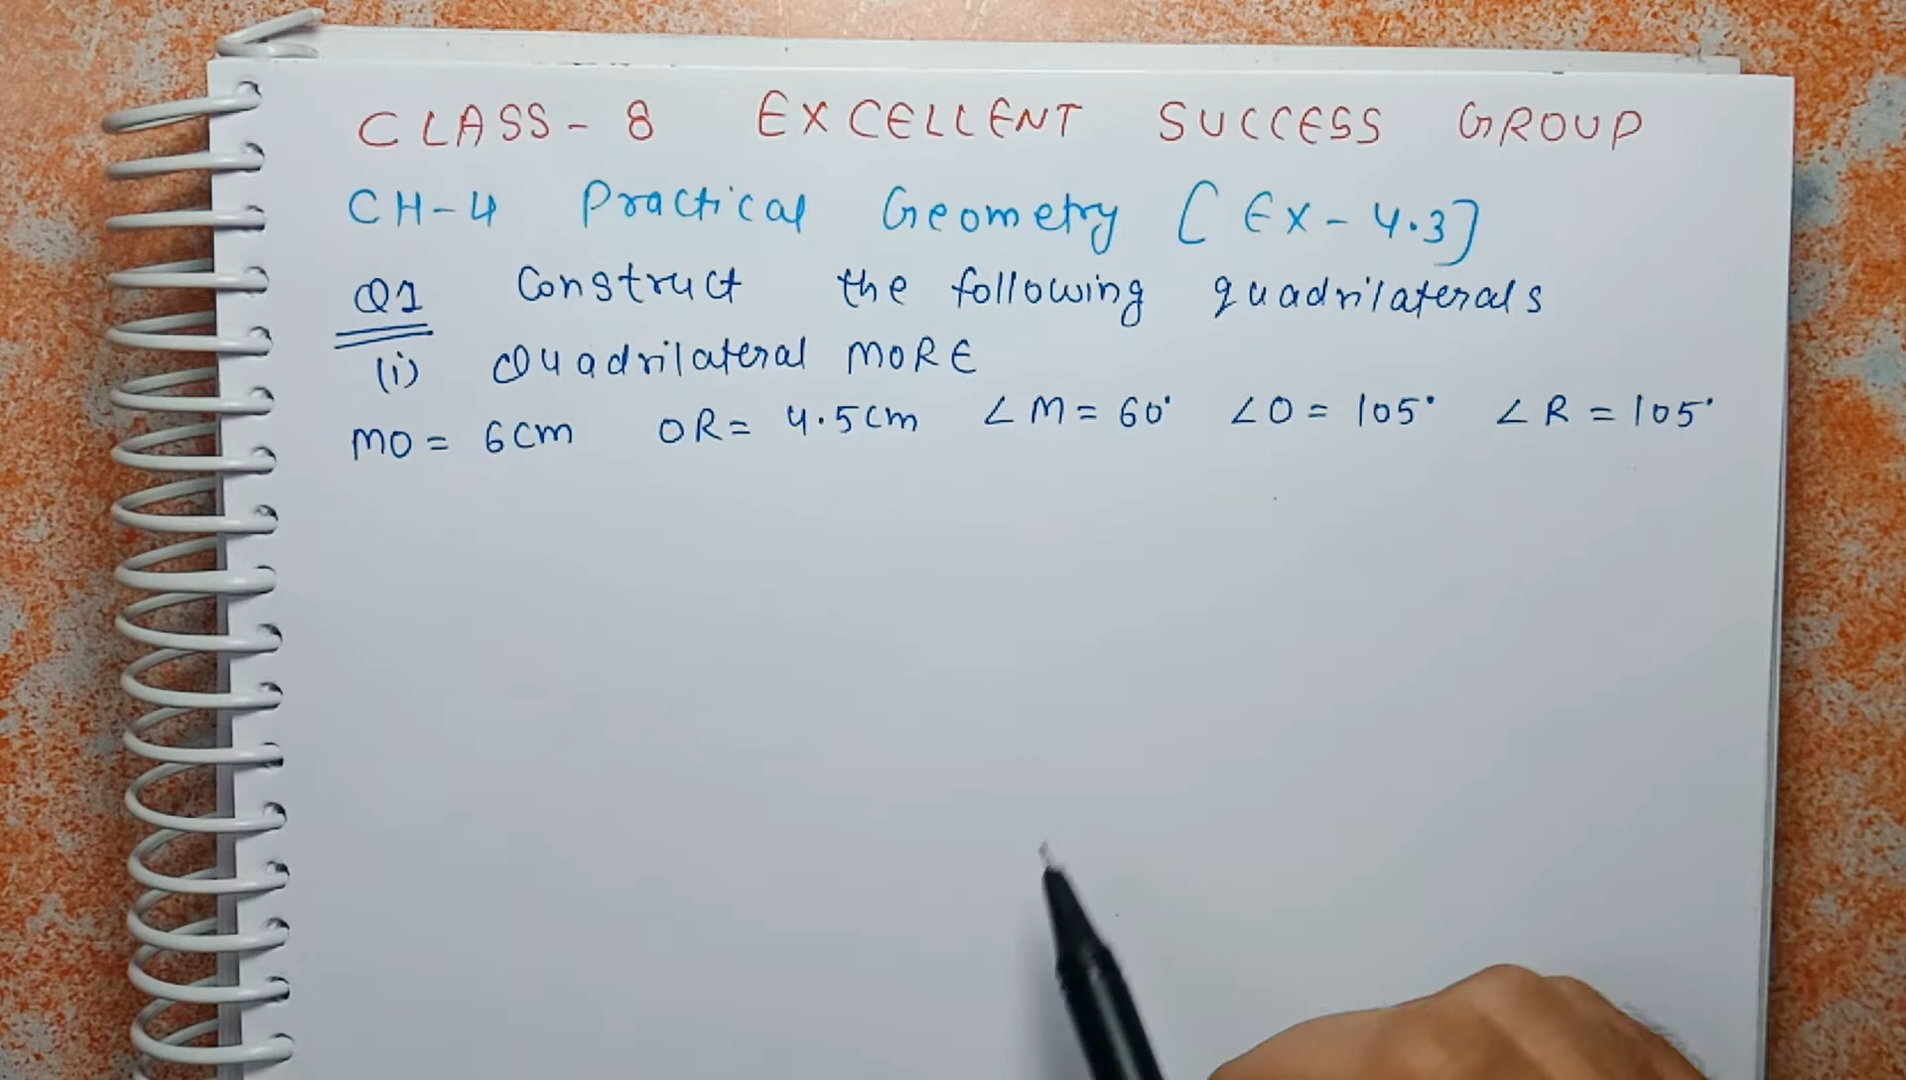 CLASS-8 EXCELLENT SUCCESS GROUP
CH-4 Practical Geometry [EX-4.3]
Q1 Construct the following quadrilaterals
(i) Quadrilateral MORE
MO = 6cm OR = 4.5cm ∠M = 60° ∠O = 105° ∠R = 105°